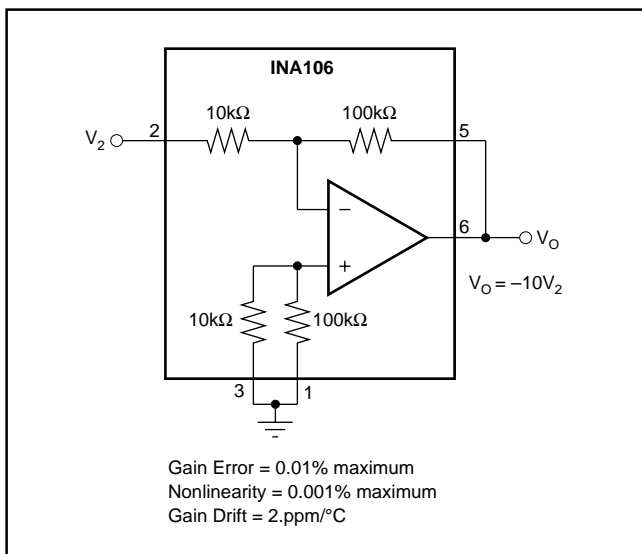 INA106
10kΩ
100kΩ
V2
2
5
−
6
VO
+
VO = –10V2
10kΩ
100kΩ
3
1
Gain Error = 0.01% maximum
Nonlinearity = 0.001% maximum
Gain Drift = 2.ppm/°C